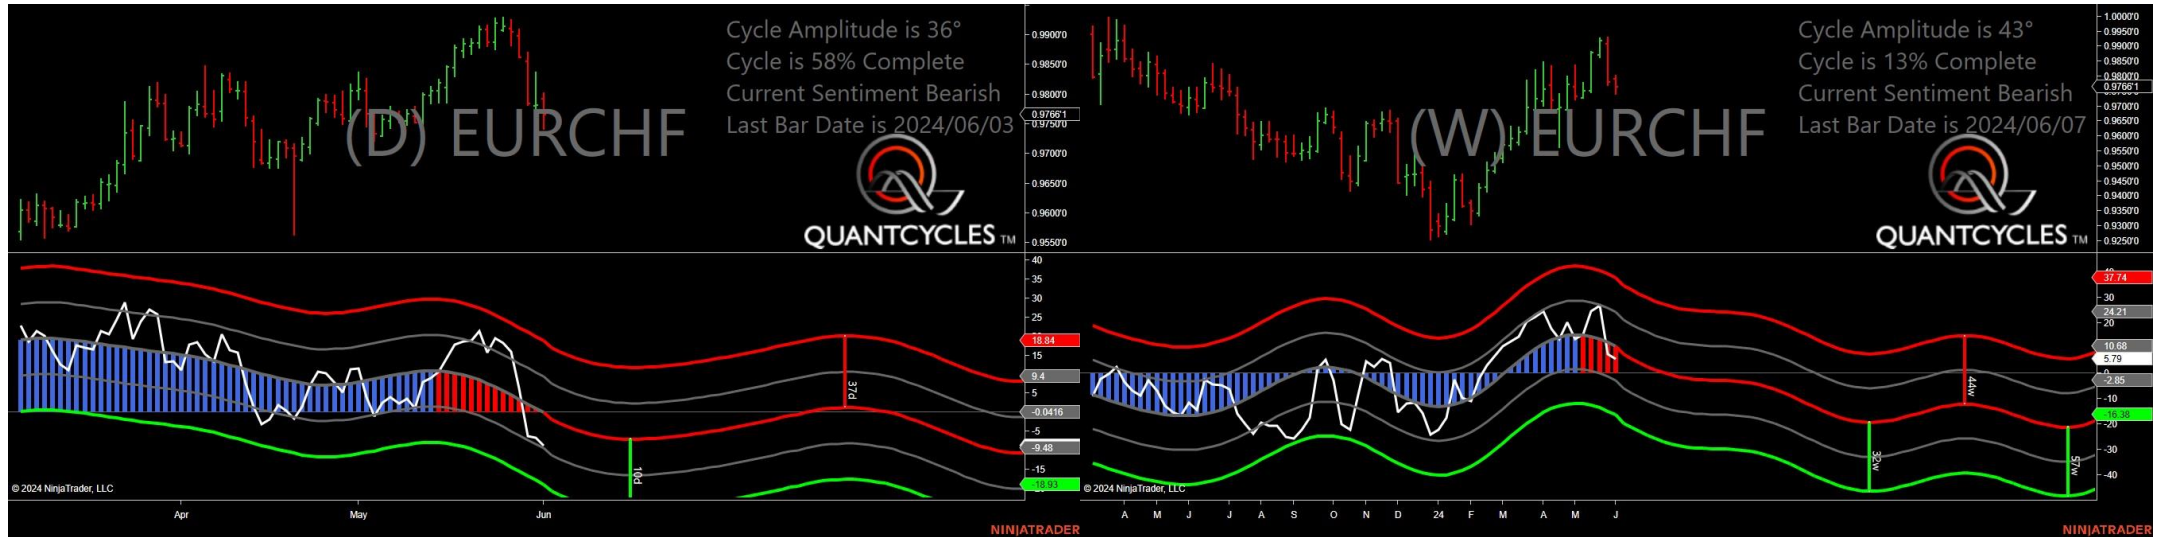 Cycle Amplitude is 36°
Cycle is 58% Complete
Current Sentiment Bearish
Last Bar Date is 2024/06/03
(D) EURCHF
QUANTCYCLES TM
0.9900'0
0.9850'0
0.9800'0
0.9766'1
0.9750'0
0.9700'0
0.9650'0
0.9600'0
0.9550'0
40
35
30
25
18.84
15
9.4
5
-0.0416
-5
-9.48
-15
-18.93
37d
10d
© 2024 NinjaTrader, LLC
Apr May Jun
NINJATRADER
Cycle Amplitude is 43°
Cycle is 13% Complete
Current Sentiment Bearish
Last Bar Date is 2024/06/07
(W) EURCHF
QUANTCYCLES TM
1.0000'0
0.9950'0
0.9900'0
0.9850'0
0.9800'0
0.9766'1
0.9700'0
0.9650'0
0.9600'0
0.9550'0
0.9500'0
0.9450'0
0.9400'0
0.9350'0
0.9300'0
0.9250'0
37.74
30
24.21
20
10.68
5.79
0
-2.85
-10
-16.38
-20
-30
-40
44w
32w
57w
© 2024 NinjaTrader, LLC
A M J J A S O N D 24 F M A M J
NINJATRADER